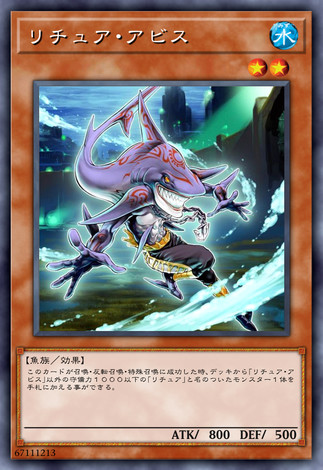 リチュア・アビス
水
【魚族/効果】
このカードが召喚・反転召喚・特殊召喚に成功した時、デッキから「リチュア・ア
ビス」以外の守備力１０００以下の「リチュア」と名のついたモンスター１体を
手札に加える事ができる。
ATK/ 800 DEF/ 500
67111213